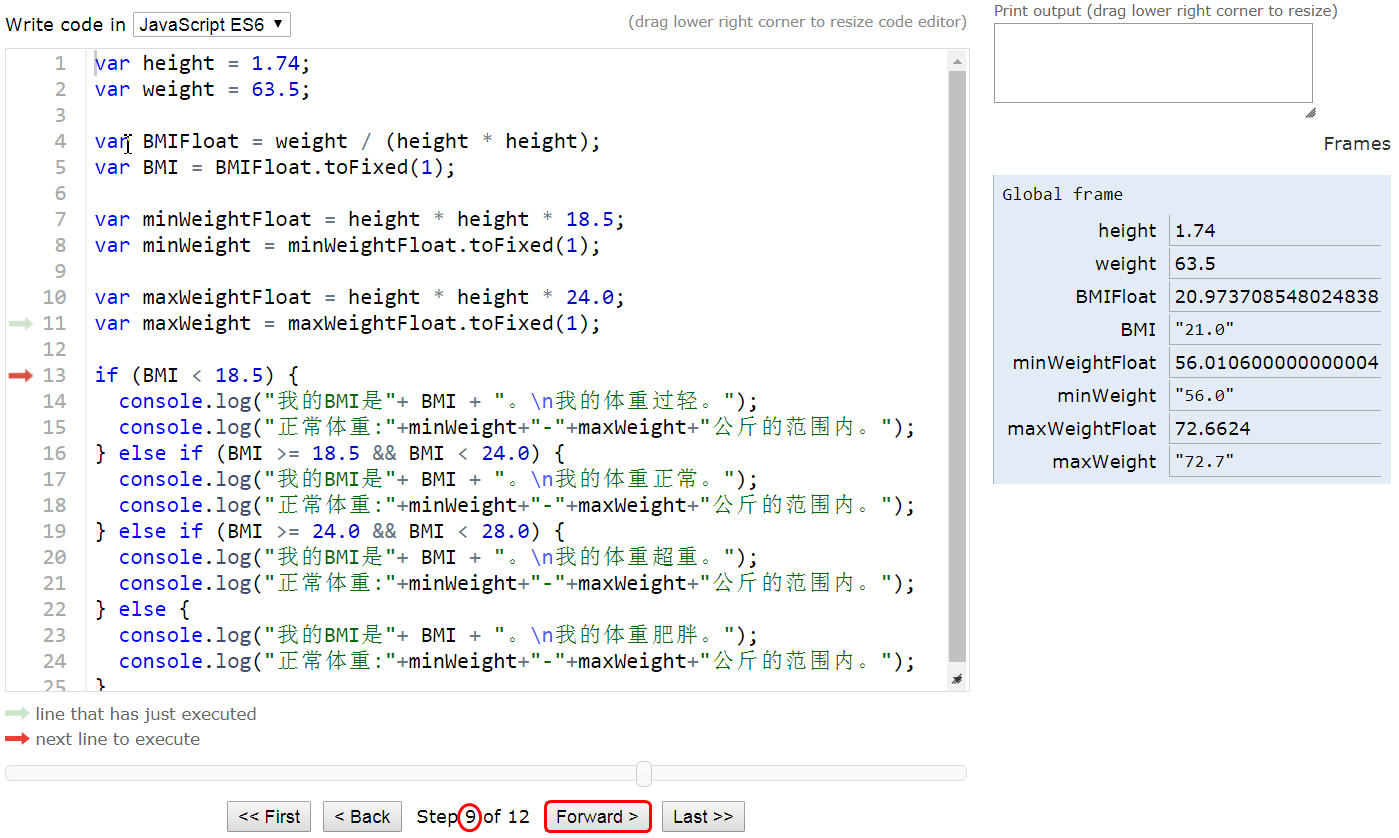 Write code in JavaScript ES6
(drag lower right corner to resize code editor)
1 var height = 1.74;
2 var weight = 63.5;
3
4 var BMIFloat = weight / (height * height);
5 var BMI = BMIFloat.toFixed(1);
6
7 var minWeightFloat = height * height * 18.5;
8 var minWeight = minWeightFloat.toFixed(1);
9
10 var maxWeightFloat = height * height * 24.0;
11 var maxWeight = maxWeightFloat.toFixed(1);
12
13 if (BMI < 18.5) {
14 console.log("我的BMI是"+ BMI + "。\n我的体重过轻。");
15 console.log("正常体重:"+minWeight+"-"+maxWeight+"公斤的范围内。");
16 } else if (BMI >= 18.5 && BMI < 24.0) {
17 console.log("我的BMI是"+ BMI + "。\n我的体重正常。");
18 console.log("正常体重:"+minWeight+"-"+maxWeight+"公斤的范围内。");
19 } else if (BMI >= 24.0 && BMI < 28.0) {
20 console.log("我的BMI是"+ BMI + "。\n我的体重超重。");
21 console.log("正常体重:"+minWeight+"-"+maxWeight+"公斤的范围内。");
22 } else {
23 console.log("我的BMI是"+ BMI + "。\n我的体重肥胖。");
24 console.log("正常体重:"+minWeight+"-"+maxWeight+"公斤的范围内。");
25 }
line that has just executed
next line to execute
<< First < Back Step 9 of 12 Forward > Last >>
Print output (drag lower right corner to resize)
Frames
Global frame
height 1.74
weight 63.5
BMIFloat 20.973708548024838
BMI "21.0"
minWeightFloat 56.010600000000004
minWeight "56.0"
maxWeightFloat 72.6624
maxWeight "72.7"